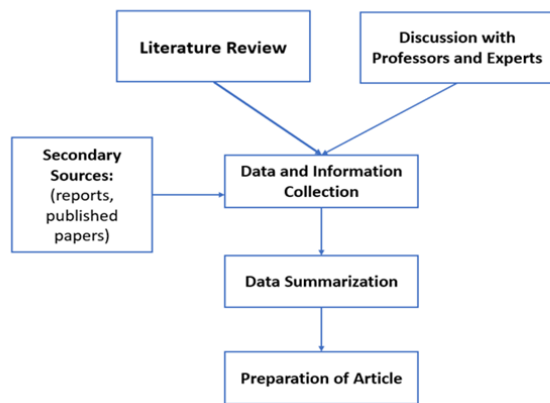 Literature Review
Discussion with
Professors and Experts
Secondary
Sources:
(reports,
published
papers)
Data and Information
Collection
Data Summarization
Preparation of Article